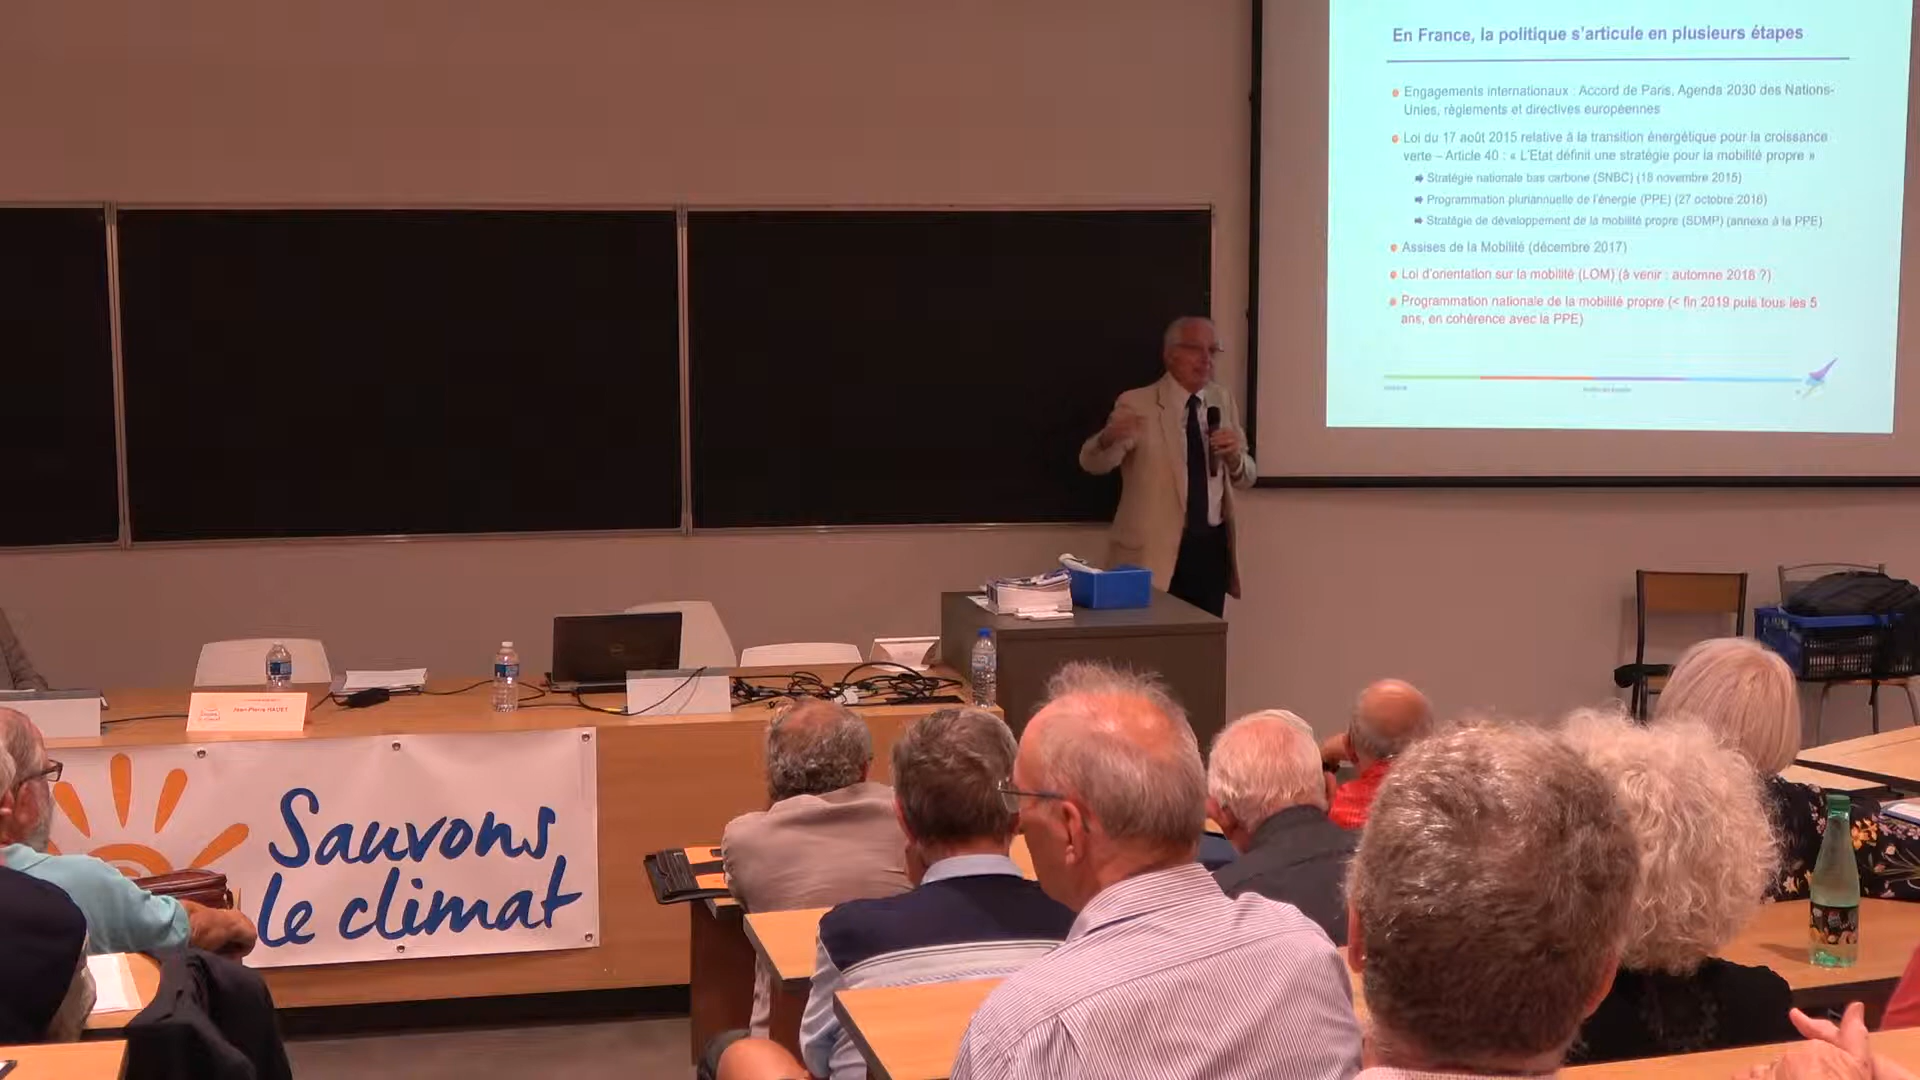 En France, la politique s'articule en plusieurs étapes
Engagements internationaux : Accord de Paris, Agenda 2030 des Nations-
Unies, règlements et directives européennes
Loi du 17 août 2015 relative à la transition énergétique pour la croissance
verte – Article 40 : « L'Etat définit une stratégie pour la mobilité propre »
Stratégie nationale bas carbone (SNBC) (18 novembre 2015)
Programmation pluriannuelle de l'énergie (PPE) (27 octobre 2016)
Stratégie de développement de la mobilité propre (SDMP) (annexe à la PPE)
Assises de la Mobilité (décembre 2017)
Loi d'orientation sur la mobilité (LOM) (à venir : automne 2018 ?)
Programmation nationale de la mobilité propre (< fin 2019 puis tous les 5
ans, en cohérence avec la PPE)
Jean-Pierre HAUET
Sauvons
le climat